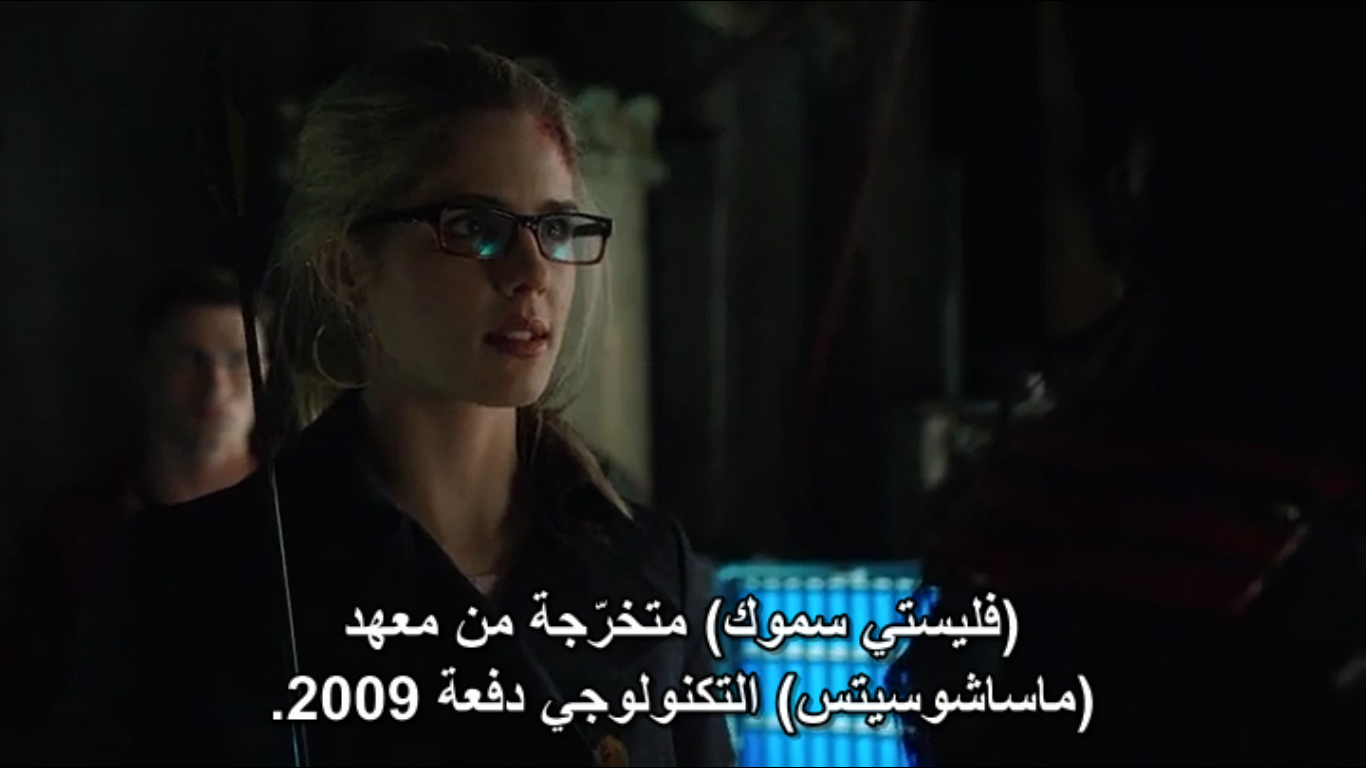 (فليستي سموك) متخرّجة من معهد
(ماساشوسيتس) التكنولوجي دفعة 2009.